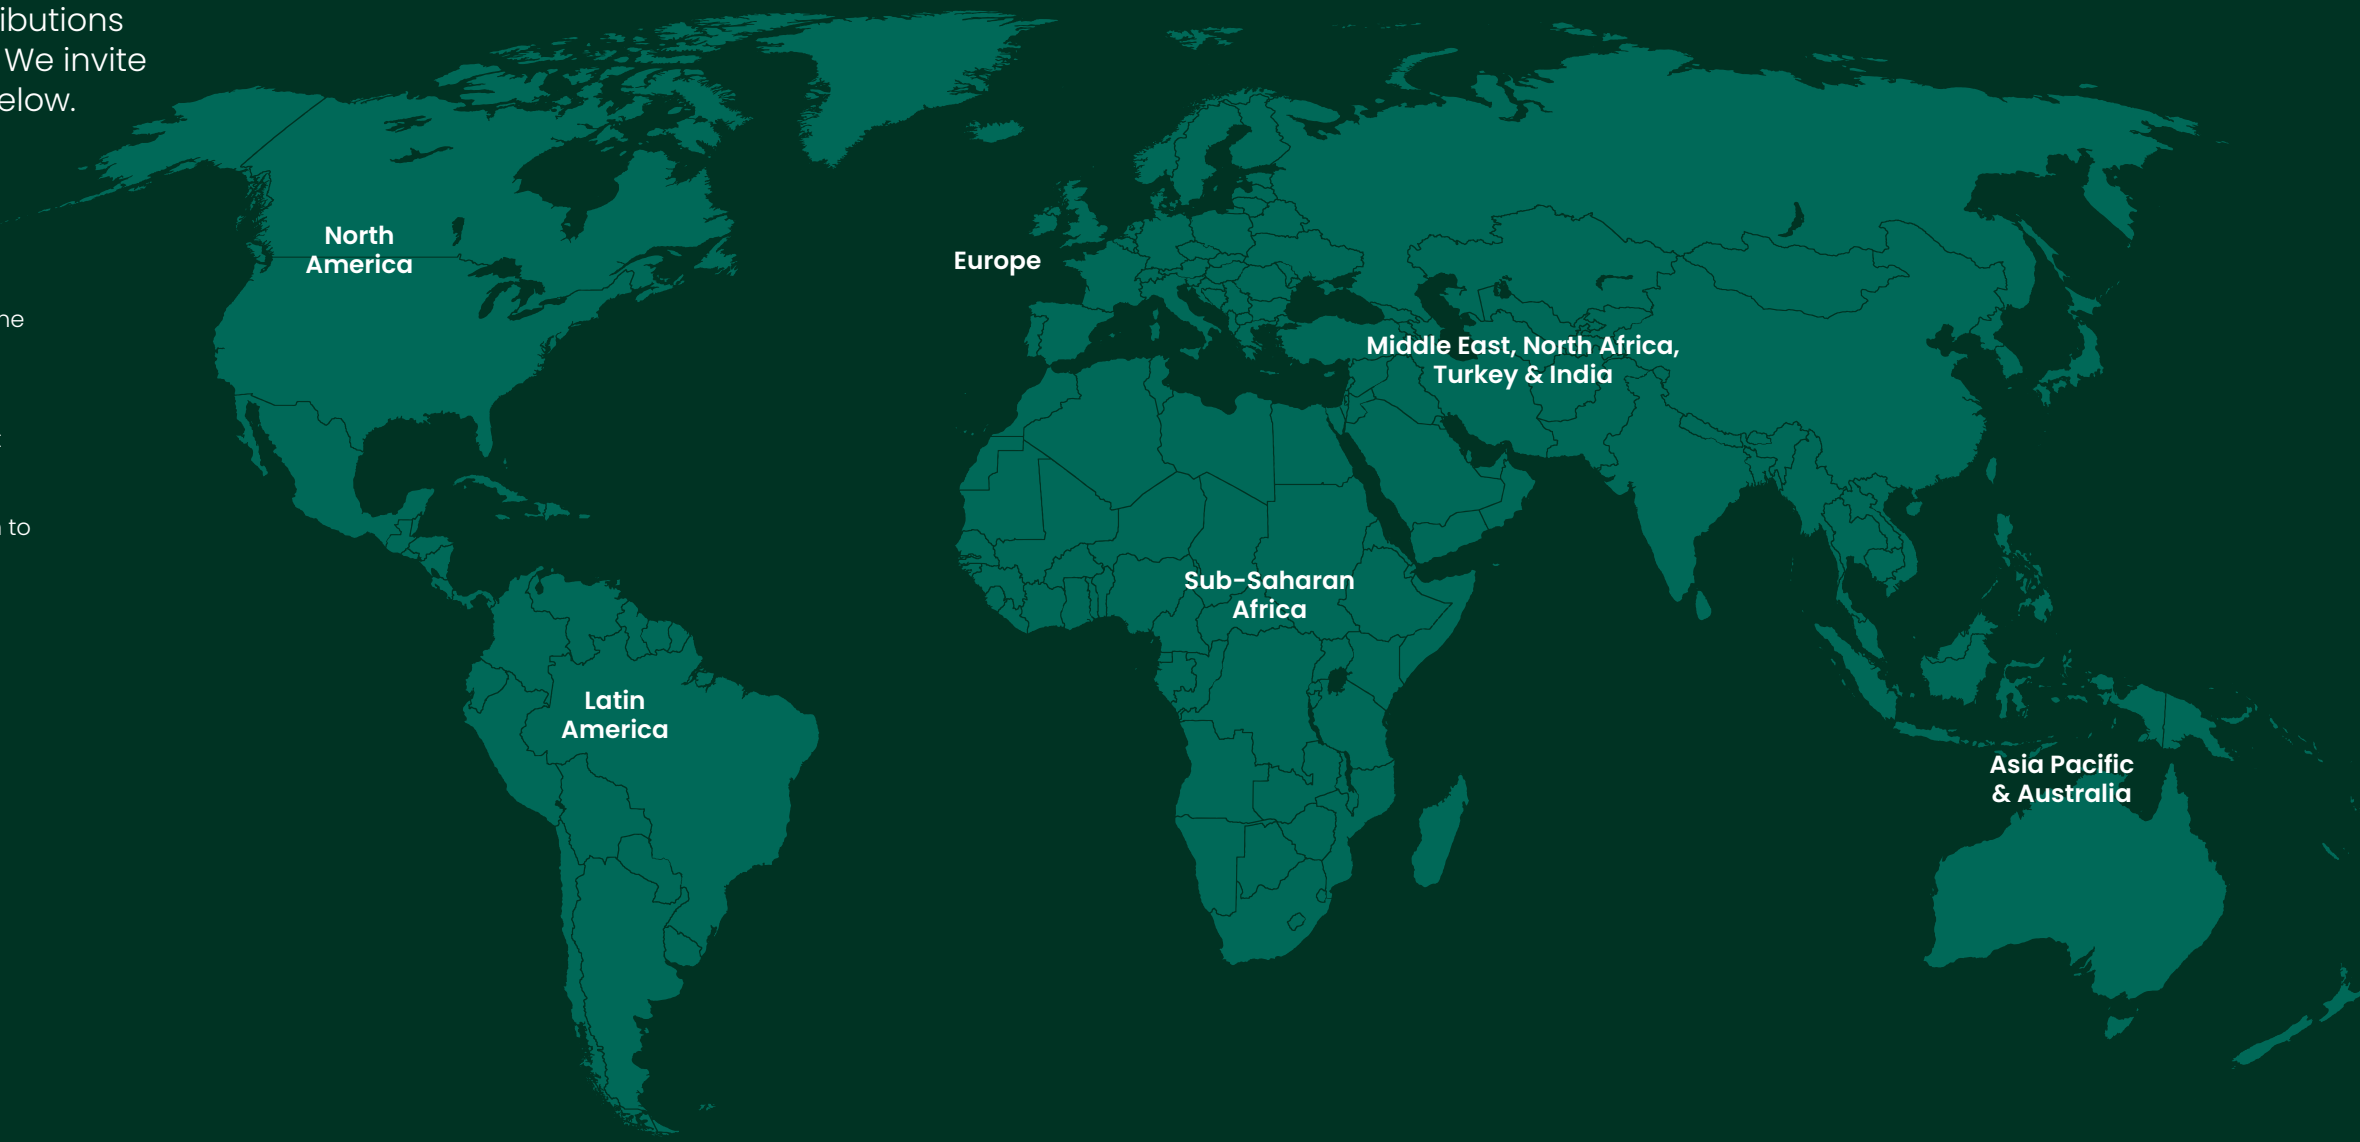 ibutions
We invite
elow.
North
America
Europe
ne
Middle East, North Africa,
Turkey & India
to
Sub-Saharan
Africa
Latin
America
Asia Pacific
& Australia